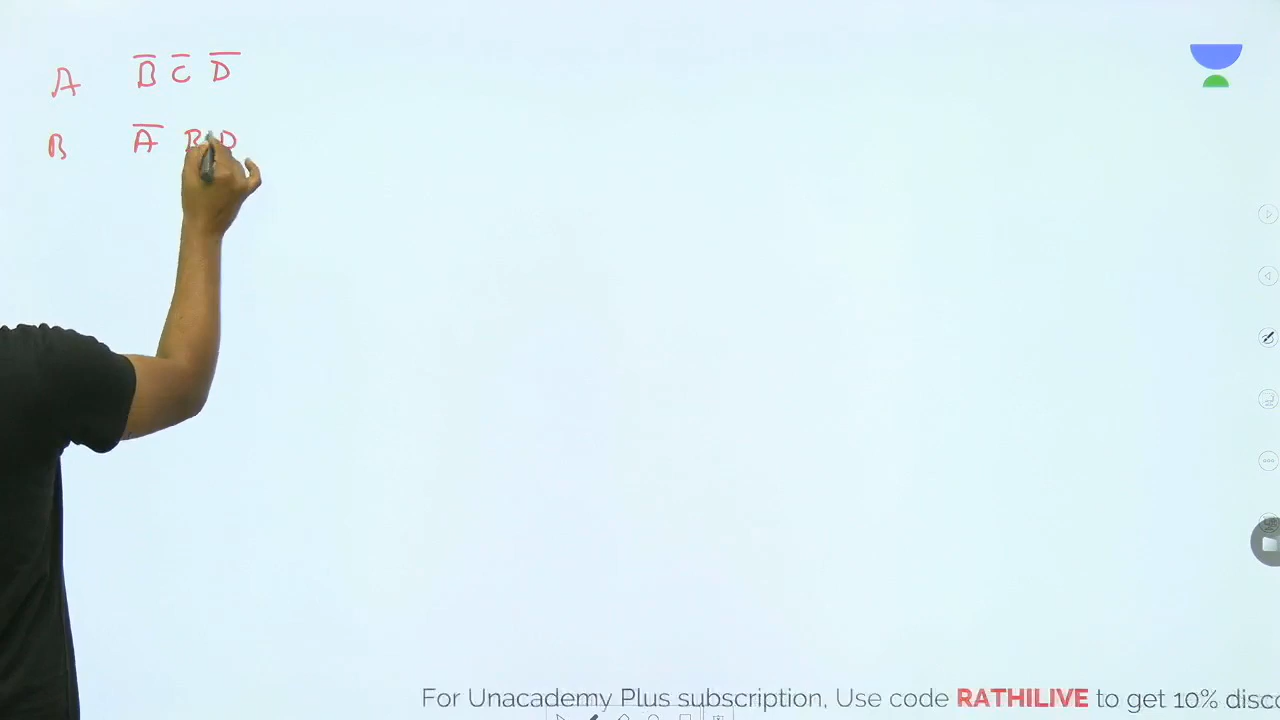 A B̅ C̅ D̅
B A̅ B D
For Unacademy Plus subscription, Use code RATHILIVE to get 10% disco